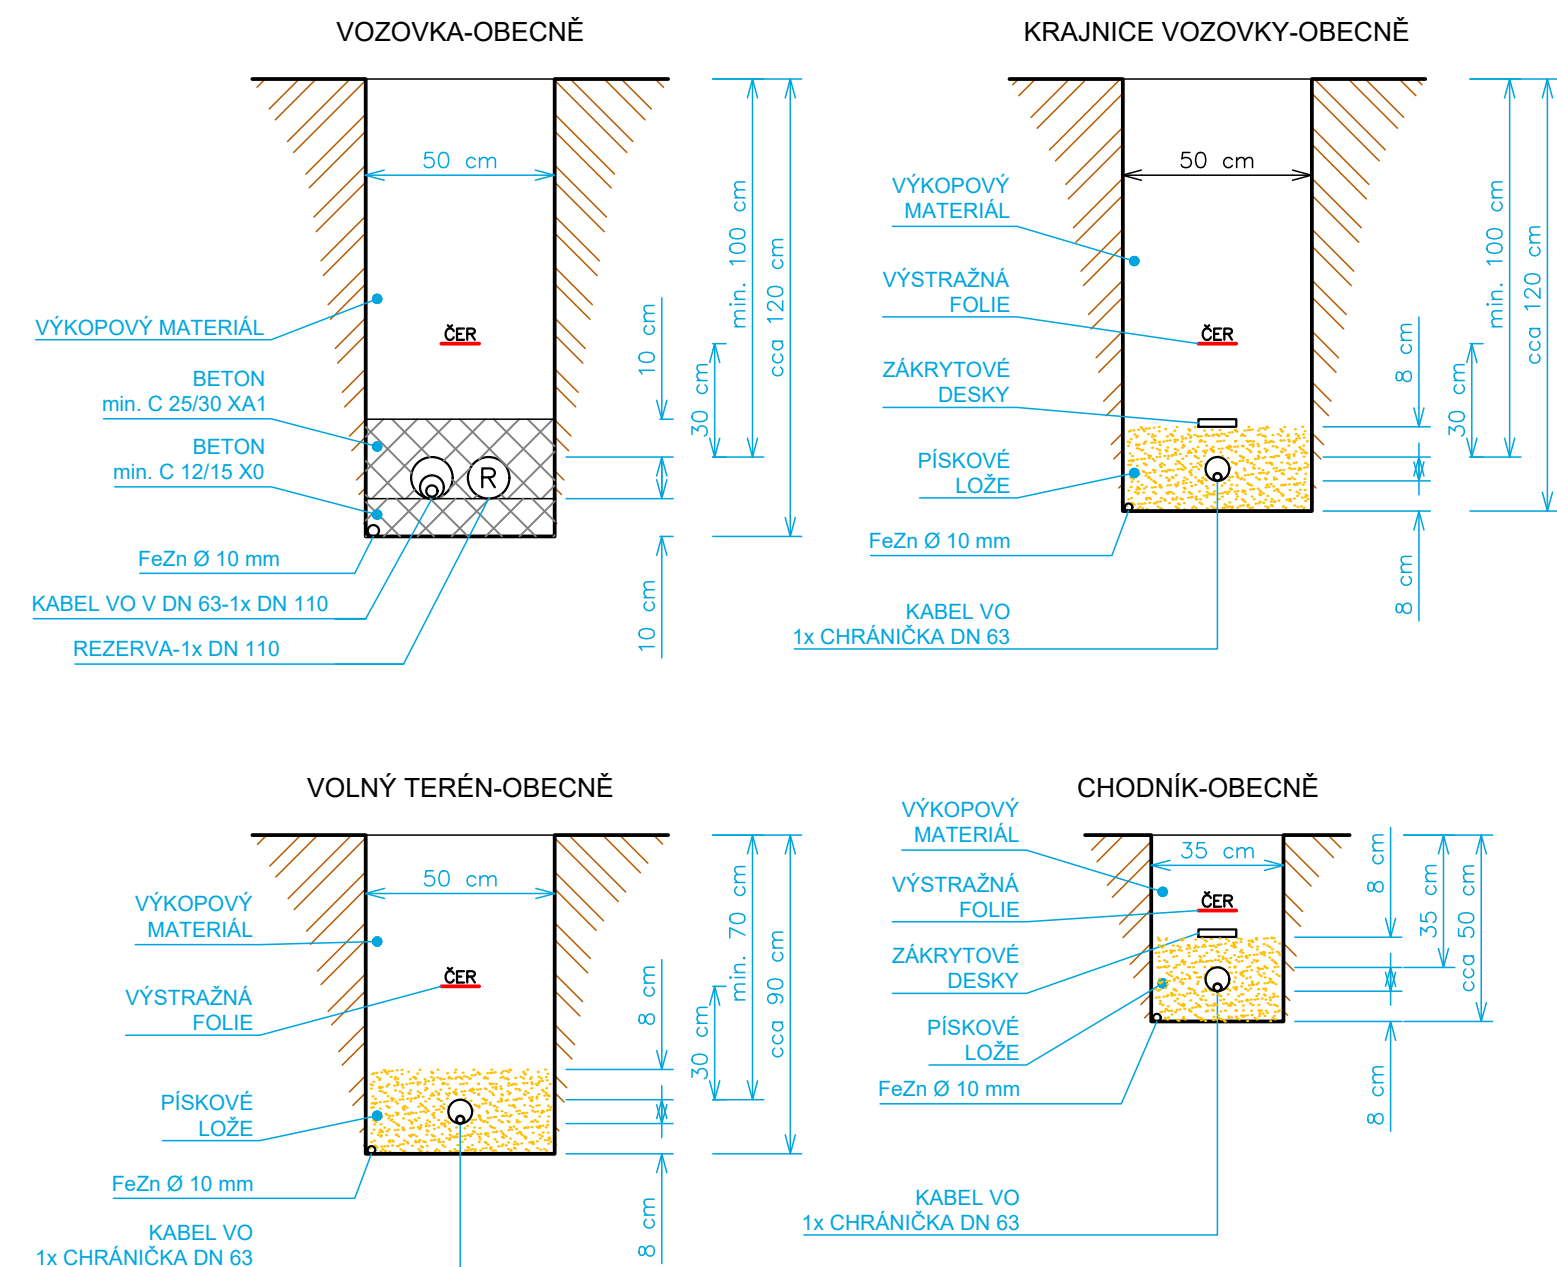 VOZOVKA-OBECNĚ
50 cm
VÝKOPOVÝ MATERIÁL
ČER
BETON
min. C 25/30 XA1
BETON
min. C 12/15 X0
R
FeZn Ø 10 mm
KABEL VO V DN 63-1x DN 110
REZERVA-1x DN 110
10 cm
10 cm
30 cm
min. 100 cm
cca 120 cm
KRAJNICE VOZOVKY-OBECNĚ
50 cm
VÝKOPOVÝ
MATERIÁL
VÝSTRAŽNÁ
FOLIE
ČER
ZÁKRYTOVÉ
DESKY
PÍSKOVÉ
LOŽE
FeZn Ø 10 mm
KABEL VO
1x CHRÁNIČKA DN 63
8 cm
8 cm
30 cm
min. 100 cm
cca 120 cm
VOLNÝ TERÉN-OBECNĚ
50 cm
VÝKOPOVÝ
MATERIÁL
ČER
VÝSTRAŽNÁ
FOLIE
PÍSKOVÉ
LOŽE
FeZn Ø 10 mm
KABEL VO
1x CHRÁNIČKA DN 63
8 cm
8 cm
30 cm
min. 70 cm
cca 90 cm
CHODNÍK-OBECNĚ
VÝKOPOVÝ
MATERIÁL
35 cm
VÝSTRAŽNÁ
FOLIE
ČER
ZÁKRYTOVÉ
DESKY
PÍSKOVÉ
LOŽE
FeZn Ø 10 mm
KABEL VO
1x CHRÁNIČKA DN 63
8 cm
8 cm
35 cm
cca 50 cm